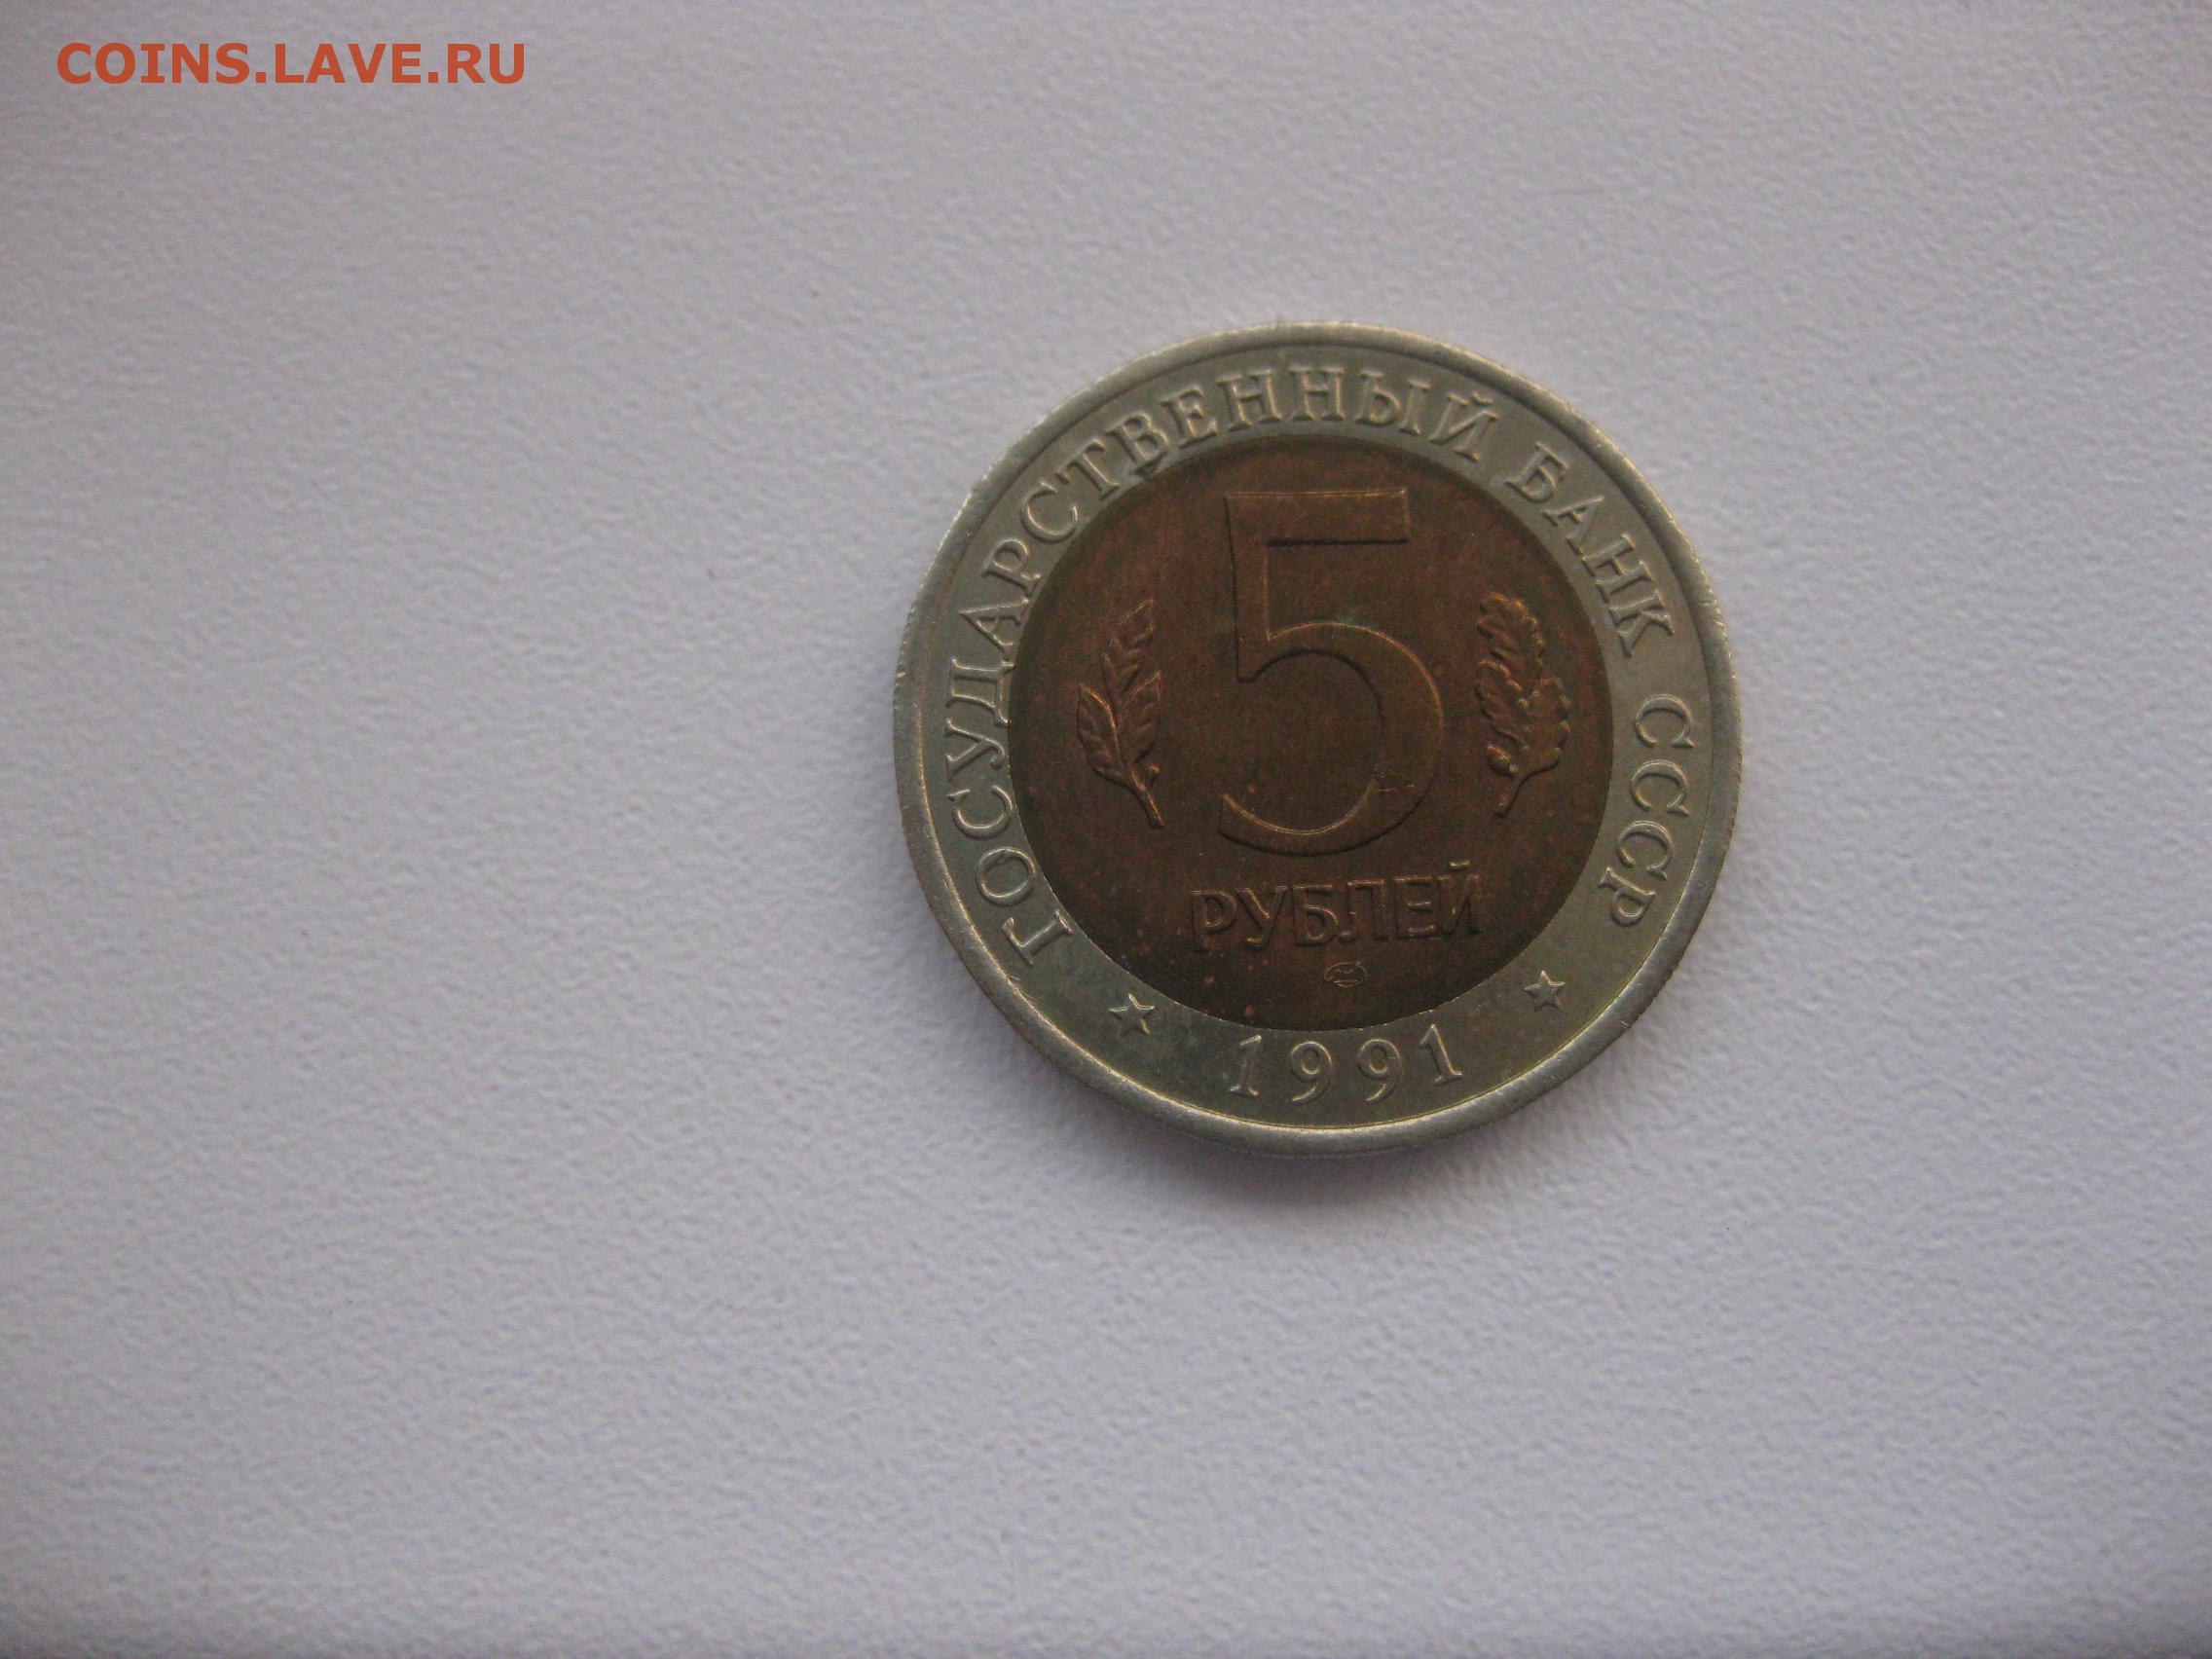 COINS.LAVE.RU
ГОСУДАРСТВЕННЫЙ БАНК СССР
5
РУБЛЕЙ
1991